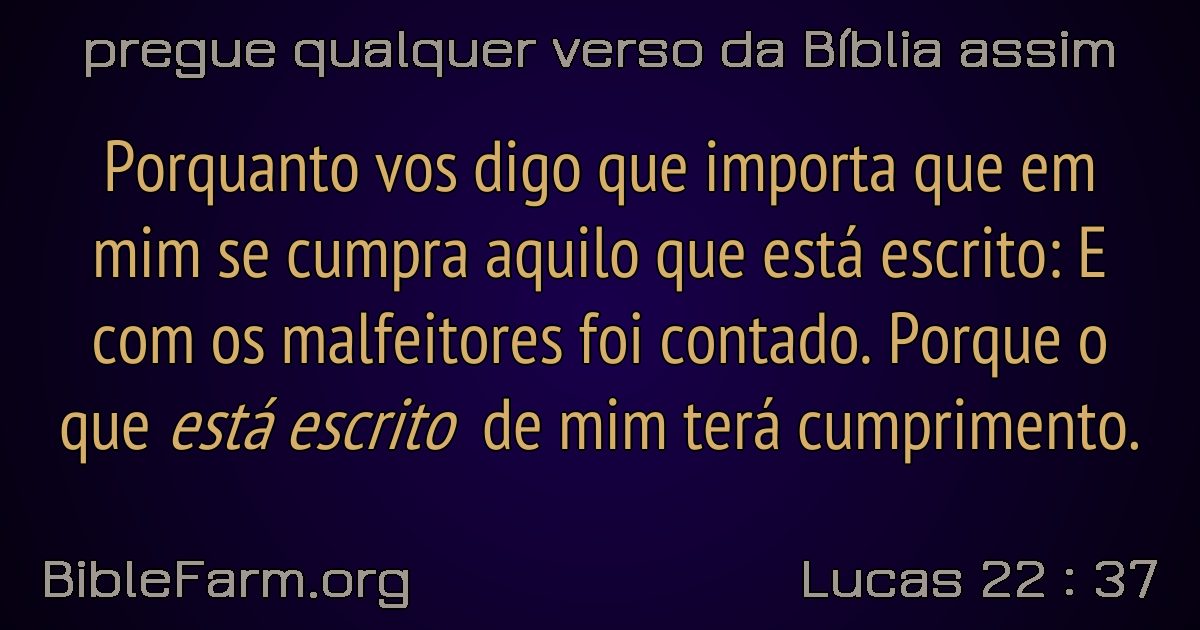 pregue qualquer verso da Bíblia assim
Porquanto vos digo que importa que em
mim se cumpra aquilo que está escrito: E
com os malfeitores foi contado. Porque o
que está escrito de mim terá cumprimento.
BibleFarm.org
Lucas 22 : 37